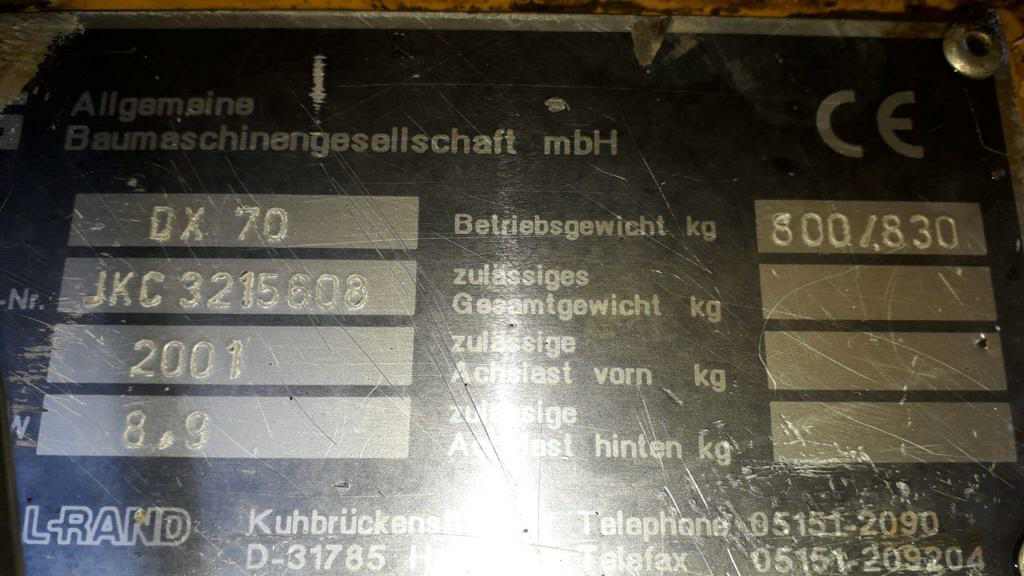 Allgemeine
Baumaschinengesellschaft mbH
CE
DX 70
Betriebsgewicht kg
800/830
-Nr. JKC 3215608
zulässiges
Gesamtgewicht kg
2001
zulässige
Achslast vorn kg
8,9
zulässige
hinten kg
L-RAND
Telephone 05151-2090
D-31785
Telefax 05151-209204